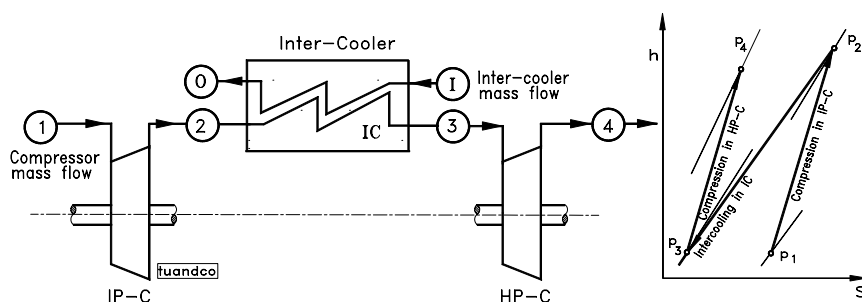 Inter-Cooler
O
I
Inter-cooler
mass flow
1
Compressor
mass flow
2
IC
3
4
tuandco
IP-C
HP-C
h
p4
p2
Compression in HP-C
Intercooling in IC
Compression in IP-C
p3
p1
S